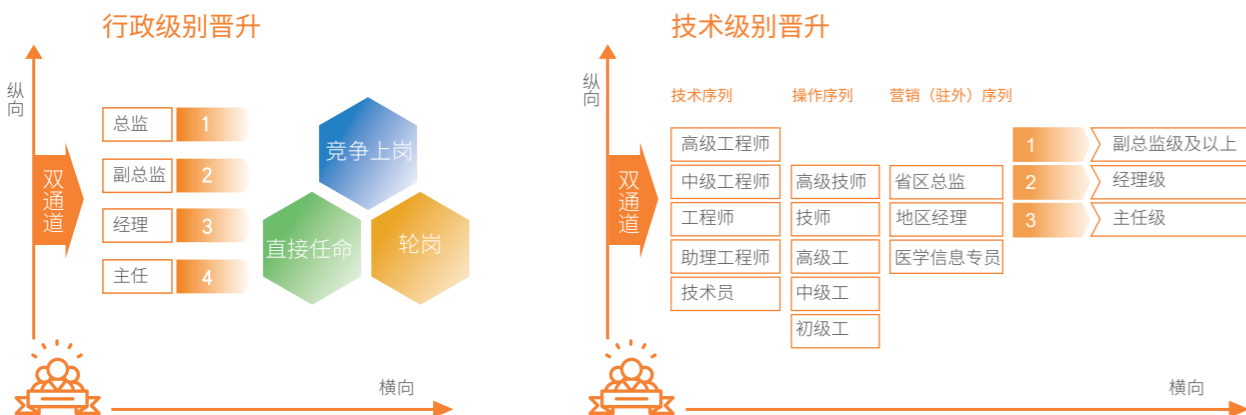 行政级别晋升
纵向
双通道
总监
1
副总监
2
经理
3
主任
4
竞争上岗
直接任命
轮岗
横向
技术级别晋升
纵向
双通道
技术序列
操作序列
营销（驻外）序列
高级工程师
中级工程师
工程师
助理工程师
技术员
高级技师
技师
高级工
中级工
初级工
省区总监
地区经理
医学信息专员
1
副总监级及以上
2
经理级
3
主任级
横向